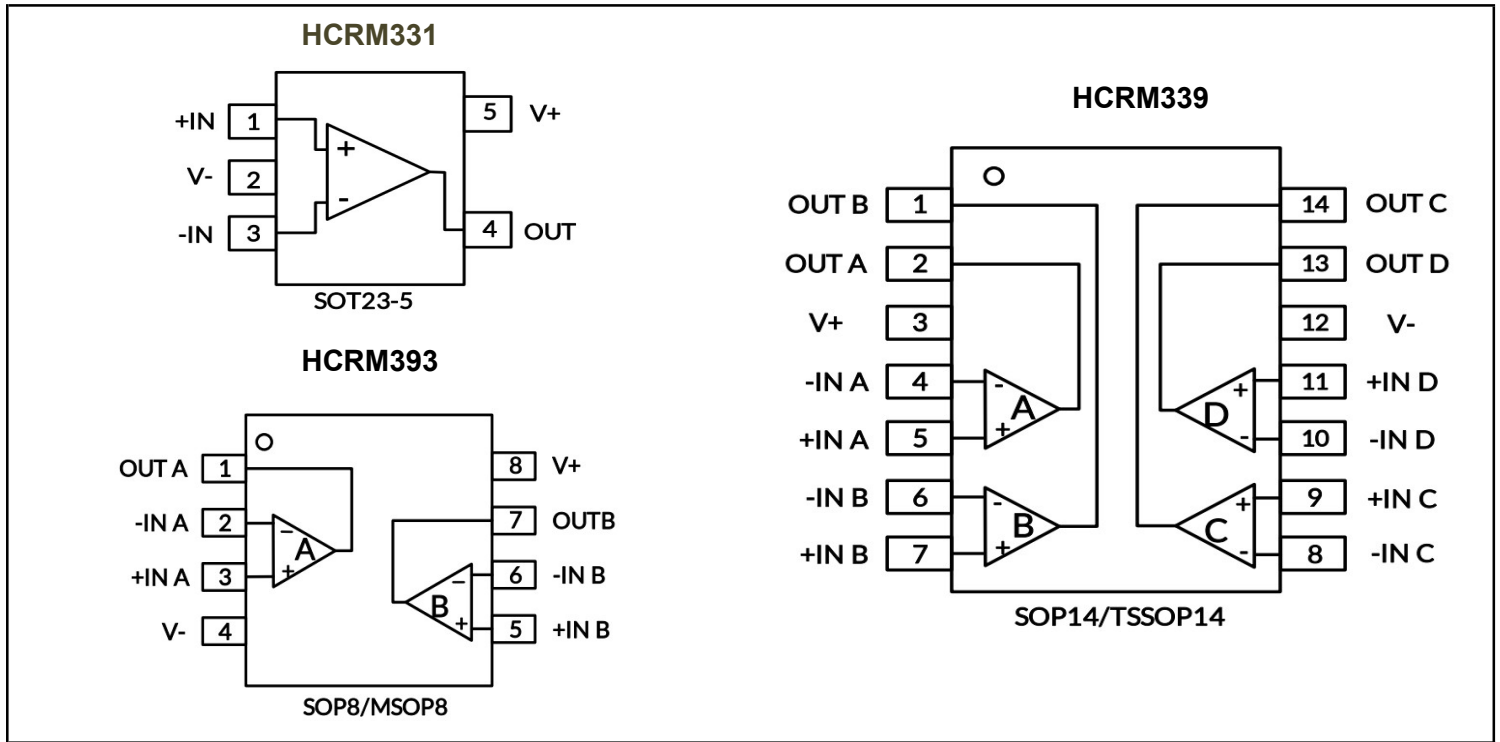 HCRM331
+IN 1
5 V+
+
V- 2
-
-IN 3
4 OUT
SOT23-5
HCRM393
OUT A 1
8 V+
-IN A 2
7 OUTB
− A +
+IN A 3
6 -IN B
− B +
V- 4
5 +IN B
SOP8/MSOP8
HCRM339
OUT B 1
14 OUT C
OUT A 2
13 OUT D
V+ 3
12 V-
-IN A 4
- A +
+ D -
11 +IN D
+IN A 5
10 -IN D
-IN B 6
- B +
+ C -
9 +IN C
+IN B 7
8 -IN C
SOP14/TSSOP14